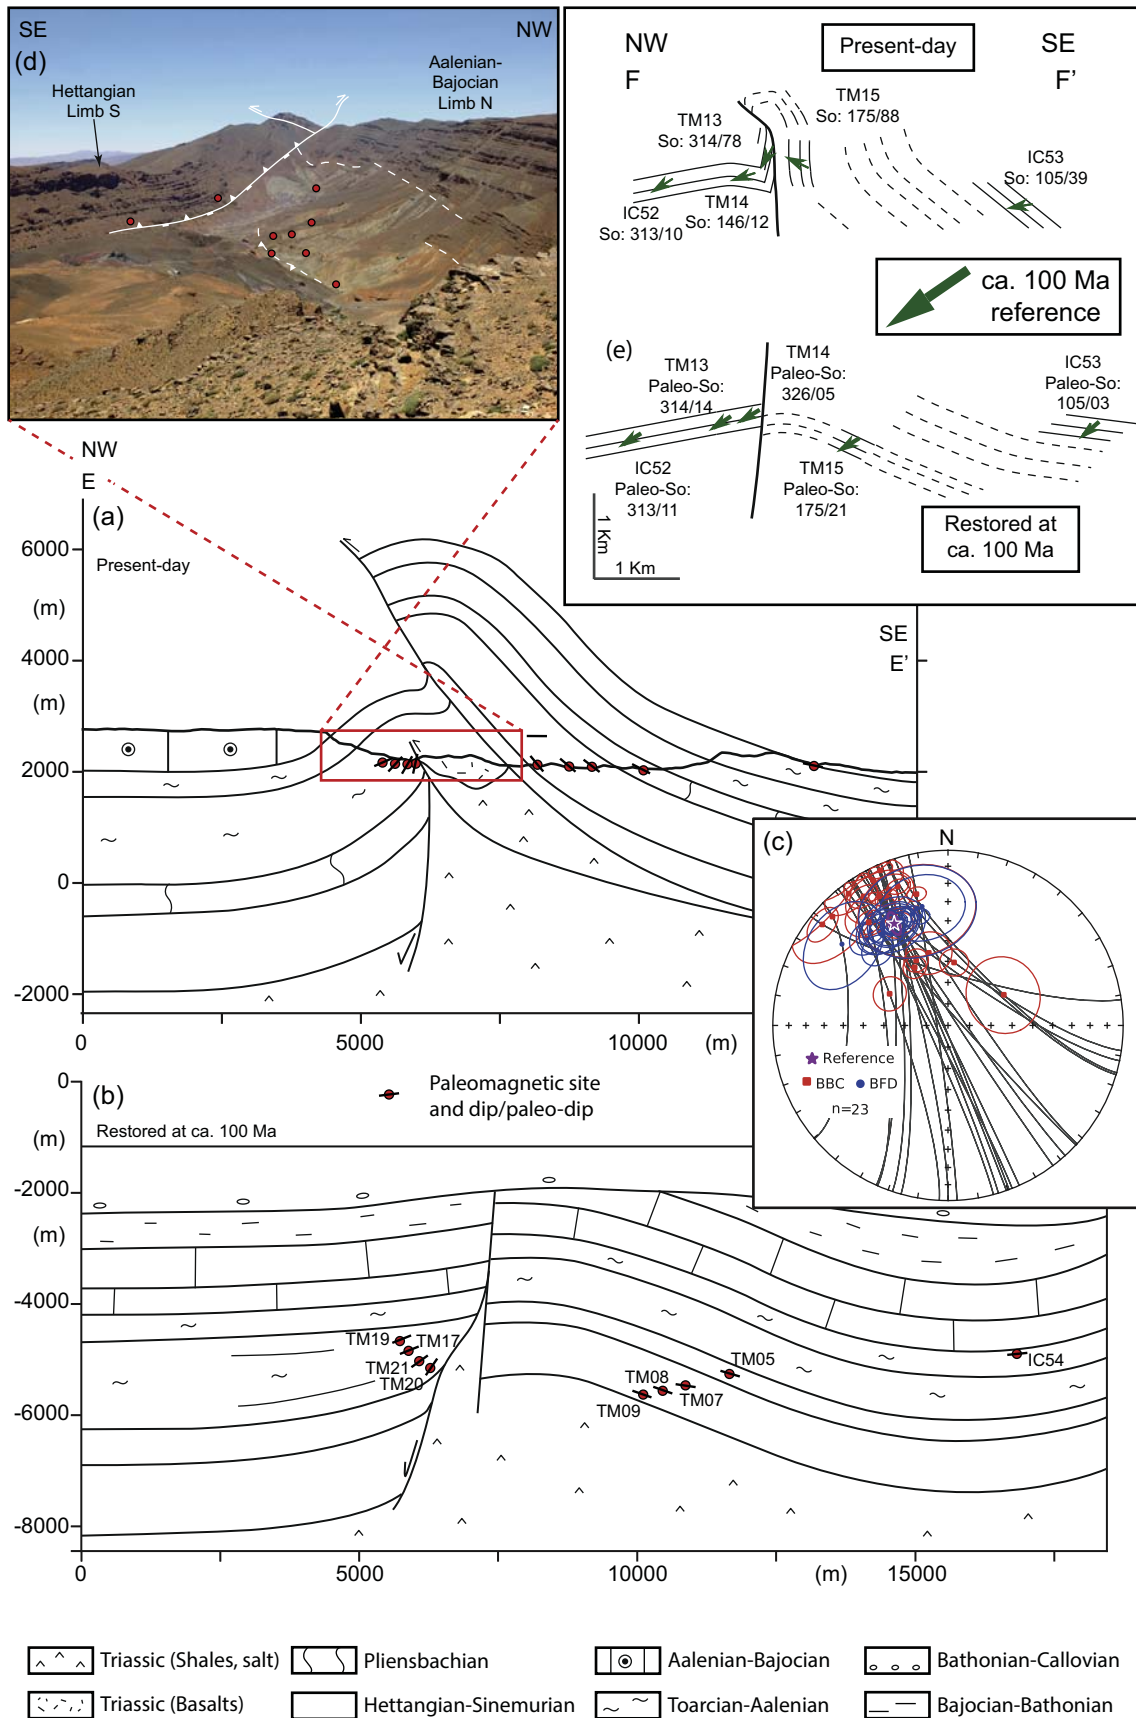 SE
NW
(d)
Hettangian
Limb S
Aalenian-
Bajocian
Limb N
NW
F
Present-day
SE
F'
TM13
So: 314/78
TM15
So: 175/88
IC53
So: 105/39
IC52
So: 313/10
TM14
So: 146/12
ca. 100 Ma
reference
(e)
TM13
Paleo-So:
314/14
TM14
Paleo-So:
326/05
IC53
Paleo-So:
105/03
IC52
Paleo-So:
313/11
TM15
Paleo-So:
175/21
1 Km
1 Km
Restored at
ca. 100 Ma
NW
E
(a)
Present-day
SE
E'
6000
(m)
4000
(m)
2000
0
-2000
0
5000
10000
(m)
(c)
N
Reference
BBC
BFD
n=23
(b)
Paleomagnetic site
and dip/paleo-dip
Restored at ca. 100 Ma
0
(m)
-2000
(m)
-4000
-6000
-8000
TM19
TM17
TM21
TM20
TM05
TM08
TM07
TM09
IC54
0
5000
10000
(m)
15000
Triassic (Shales, salt)
Pliensbachian
Aalenian-Bajocian
Bathonian-Callovian
Triassic (Basalts)
Hettangian-Sinemurian
Toarcian-Aalenian
Bajocian-Bathonian